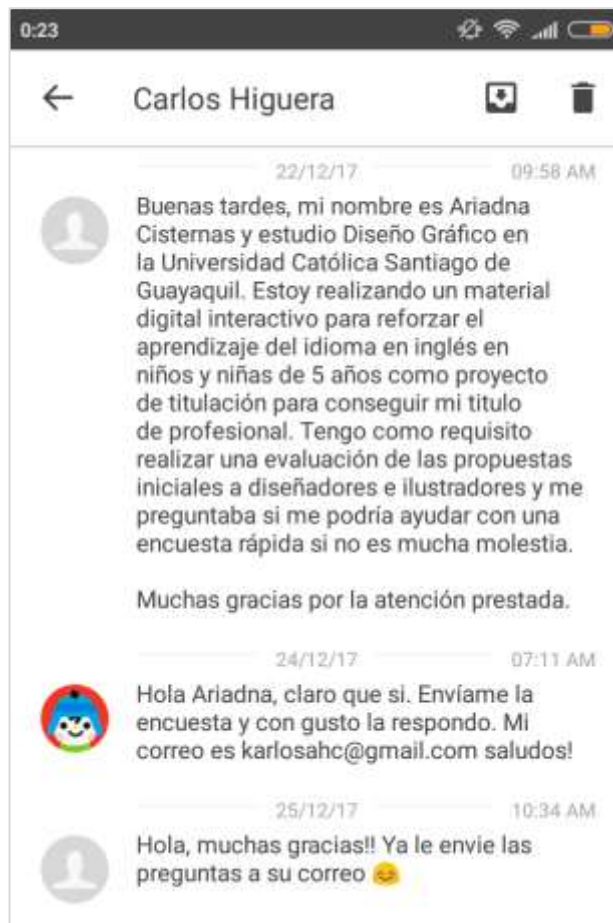 0:23
Carlos Higuera
22/12/17 09:58 AM
Buenas tardes, mi nombre es Ariadna
Cisternas y estudio Diseño Gráfico en
la Universidad Católica Santiago de
Guayaquil. Estoy realizando un material
digital interactivo para reforzar el
aprendizaje del idioma en inglés en
niños y niñas de 5 años como proyecto
de titulación para conseguir mi titulo
de profesional. Tengo como requisito
realizar una evaluación de las propuestas
iniciales a diseñadores e ilustradores y me
preguntaba si me podría ayudar con una
encuesta rápida si no es mucha molestia.
Muchas gracias por la atención prestada.
24/12/17 07:11 AM
Hola Ariadna, claro que si. Envíame la
encuesta y con gusto la respondo. Mi
correo es karlosahc@gmail.com saludos!
25/12/17 10:34 AM
Hola, muchas gracias!! Ya le envie las
preguntas a su correo 😊